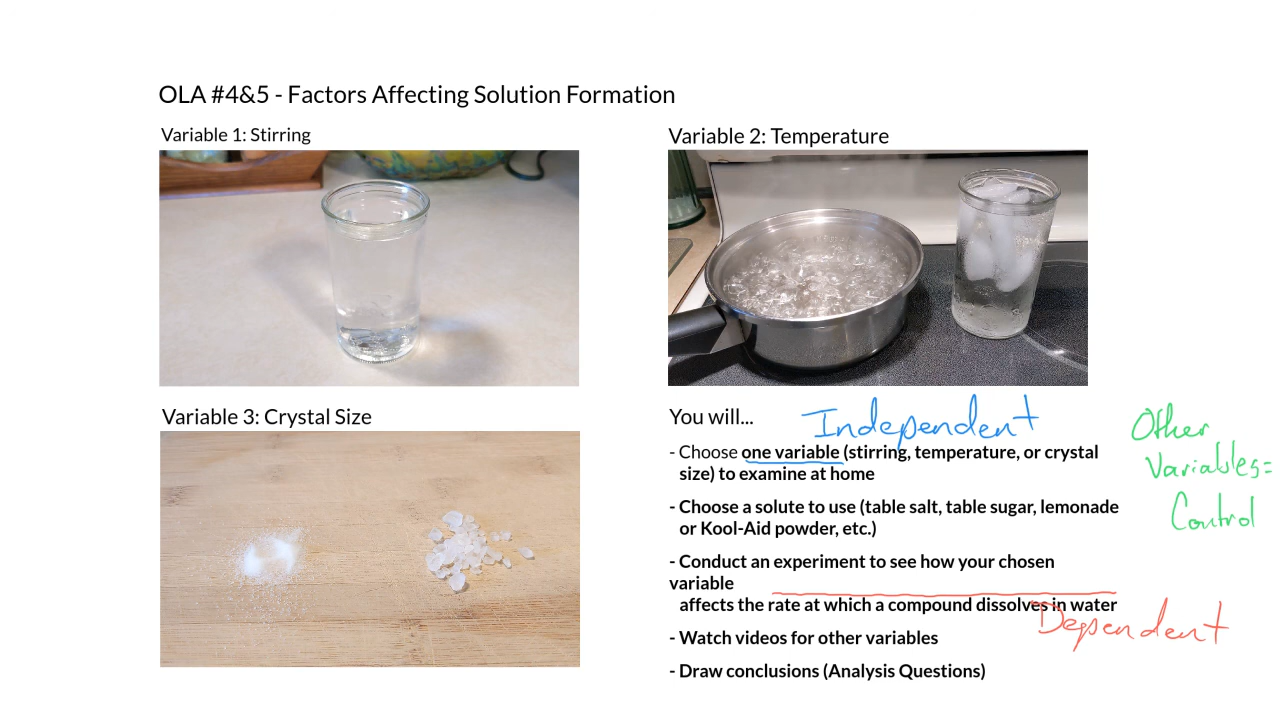 OLA #4&5 - Factors Affecting Solution Formation
Variable 1: Stirring
Variable 2: Temperature
Variable 3: Crystal Size
You will...
Independent
- Choose one variable (stirring, temperature, or crystal
size) to examine at home
- Choose a solute to use (table salt, table sugar, lemonade
or Kool-Aid powder, etc.)
- Conduct an experiment to see how your chosen
variable
affects the rate at which a compound dissolves in water
Dependent
- Watch videos for other variables
- Draw conclusions (Analysis Questions)
Other
Variables=
Control